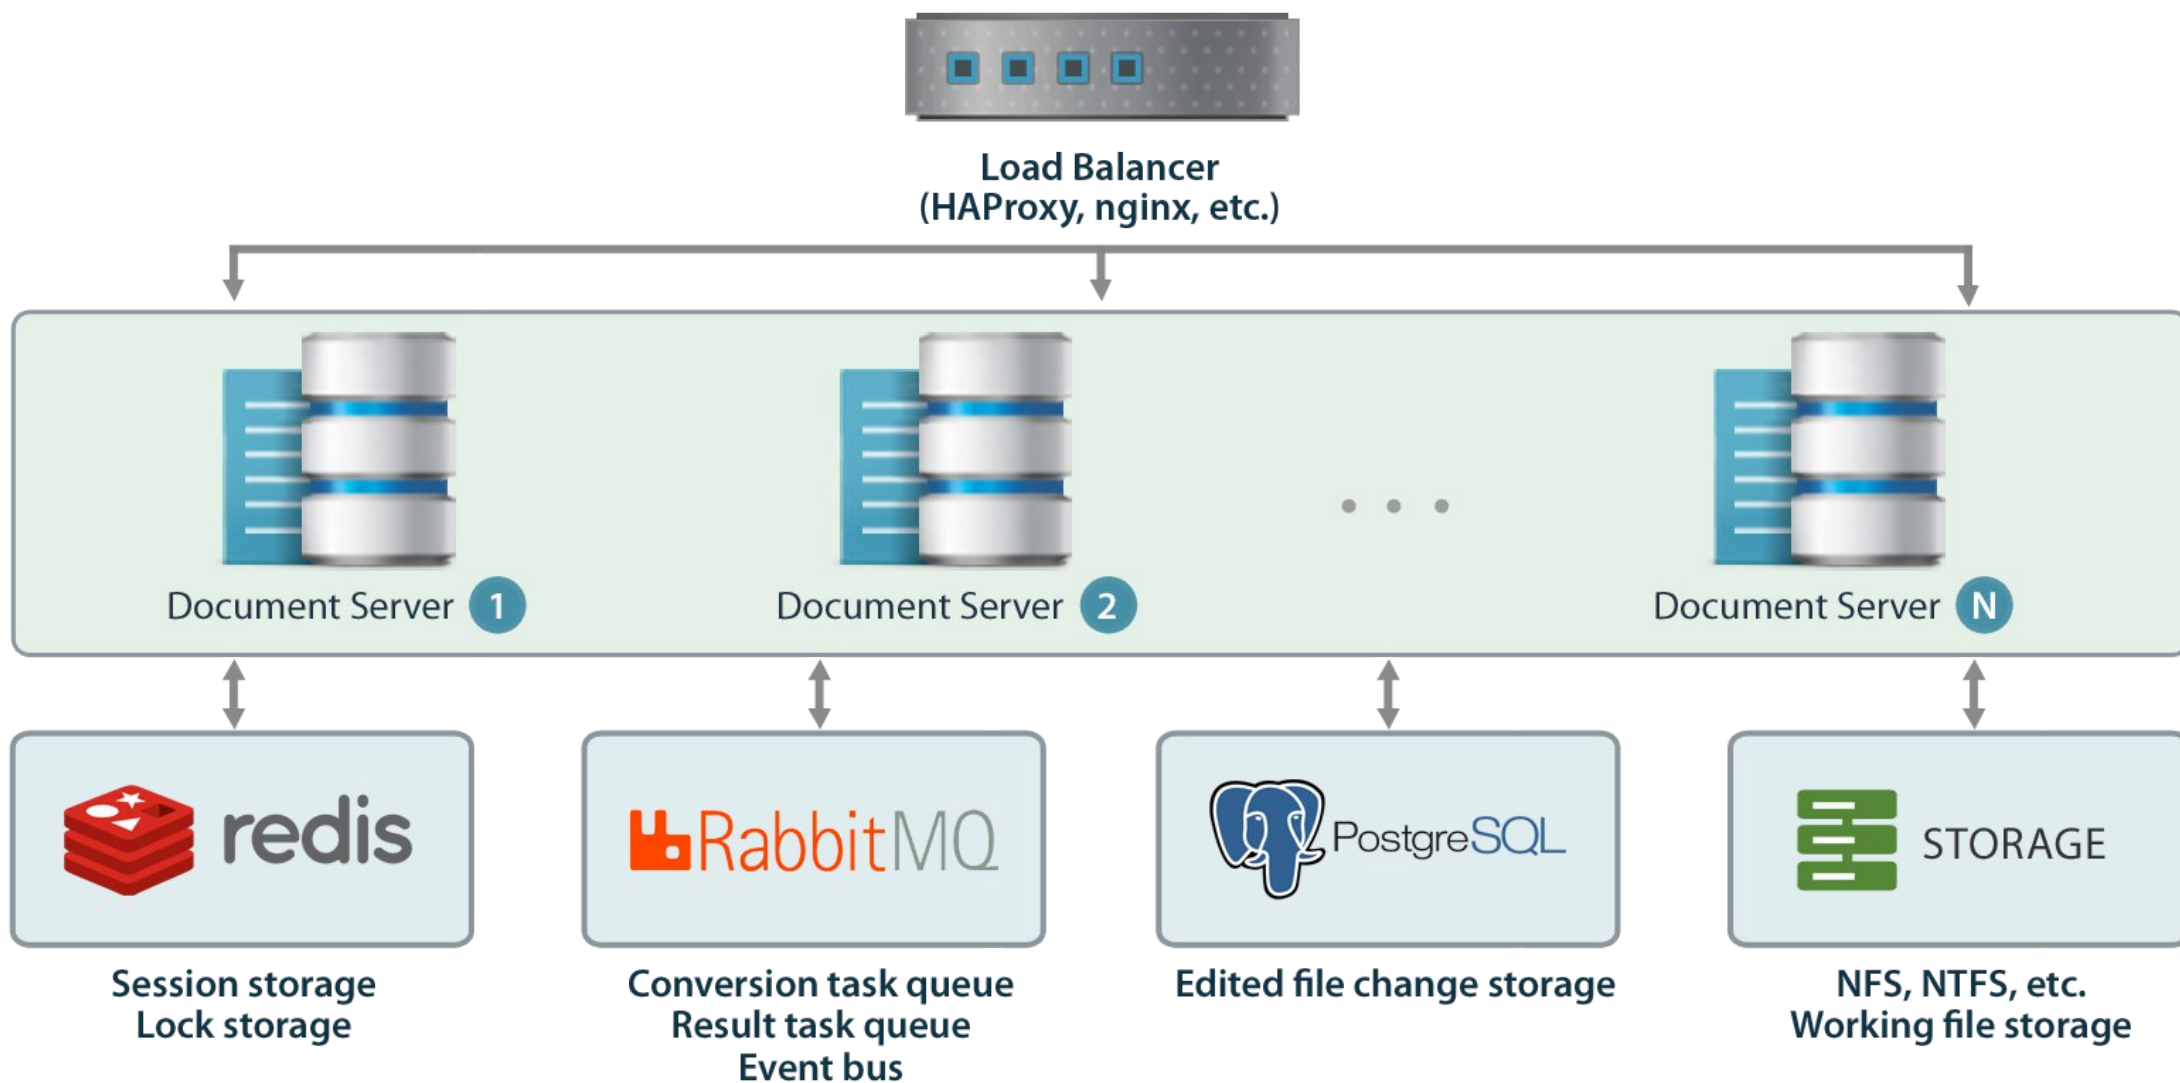 Load Balancer
(HAProxy, nginx, etc.)
Document Server 1
Document Server 2
. . .
Document Server N
redis
RabbitMQ
PostgreSQL
STORAGE
Session storage
Lock storage
Conversion task queue
Result task queue
Event bus
Edited file change storage
NFS, NTFS, etc.
Working file storage